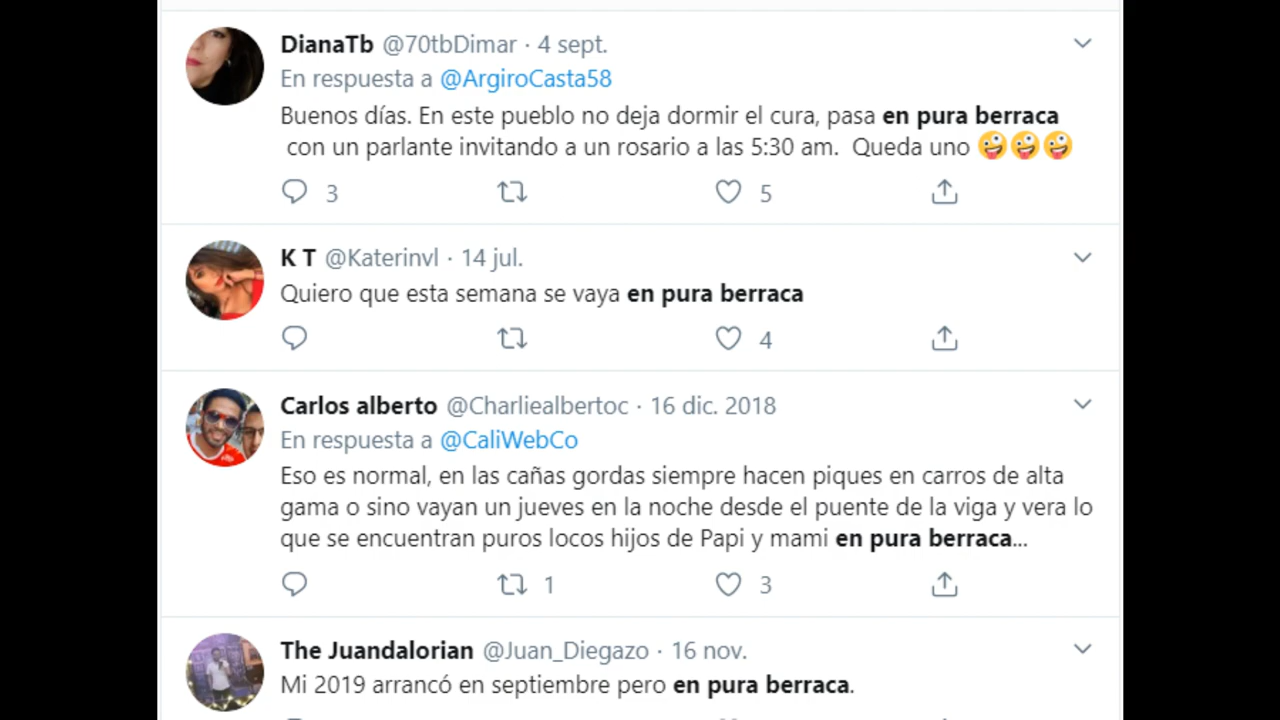 DianaTb @70tbDimar · 4 sept.
En respuesta a @ArgiroCasta58
Buenos días. En este pueblo no deja dormir el cura, pasa en pura berraca
con un parlante invitando a un rosario a las 5:30 am. Queda uno 🤪🤪🤪
3 5
K T @Katerinvl · 14 jul.
Quiero que esta semana se vaya en pura berraca
4
Carlos alberto @Charliealbertoc · 16 dic. 2018
En respuesta a @CaliWebCo
Eso es normal, en las cañas gordas siempre hacen piques en carros de alta
gama o sino vayan un jueves en la noche desde el puente de la viga y vera lo
que se encuentran puros locos hijos de Papi y mami en pura berraca...
1 3
The Juandalorian @Juan_Diegazo · 16 nov.
Mi 2019 arrancó en septiembre pero en pura berraca.